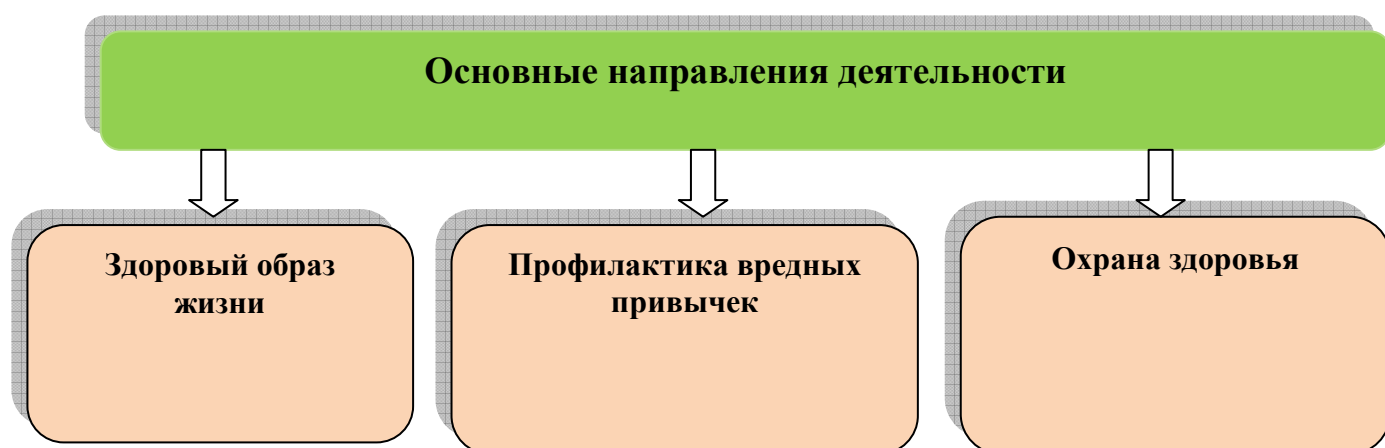 Основные направления деятельности
Здоровый образ
жизни
Профилактика вредных
привычек
Охрана здоровья